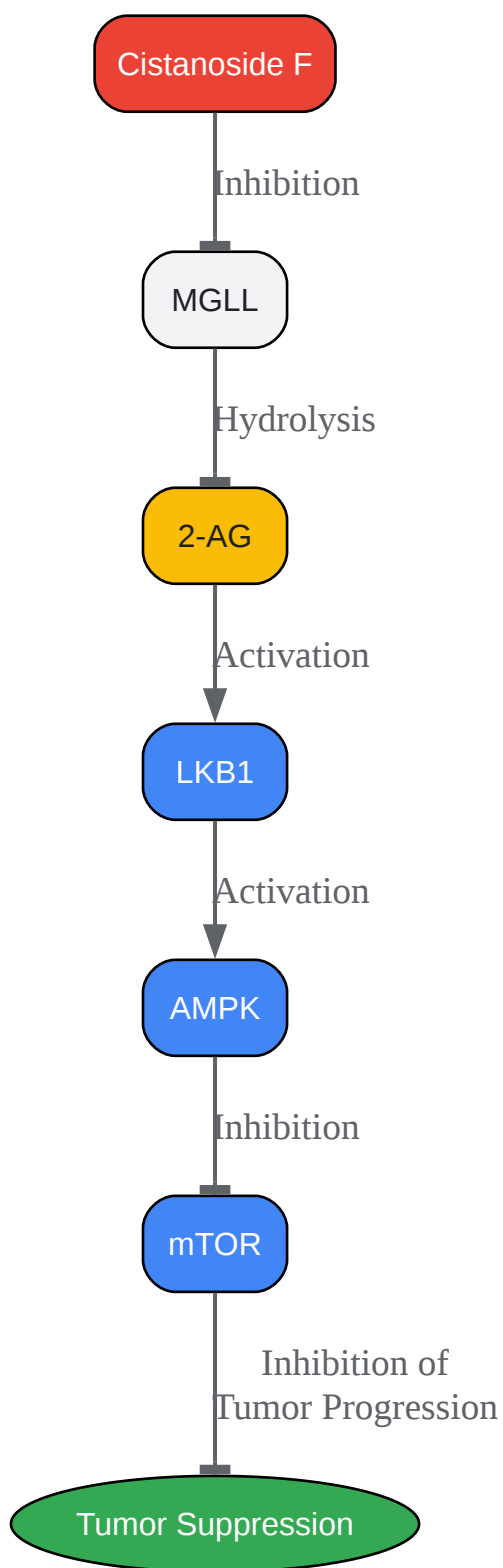 Cistanoside F
Inhibition
MGLL
Hydrolysis
2-AG
Activation
LKB1
Activation
AMPK
Inhibition
mTOR
Inhibition of
Tumor Progression
Tumor Suppression